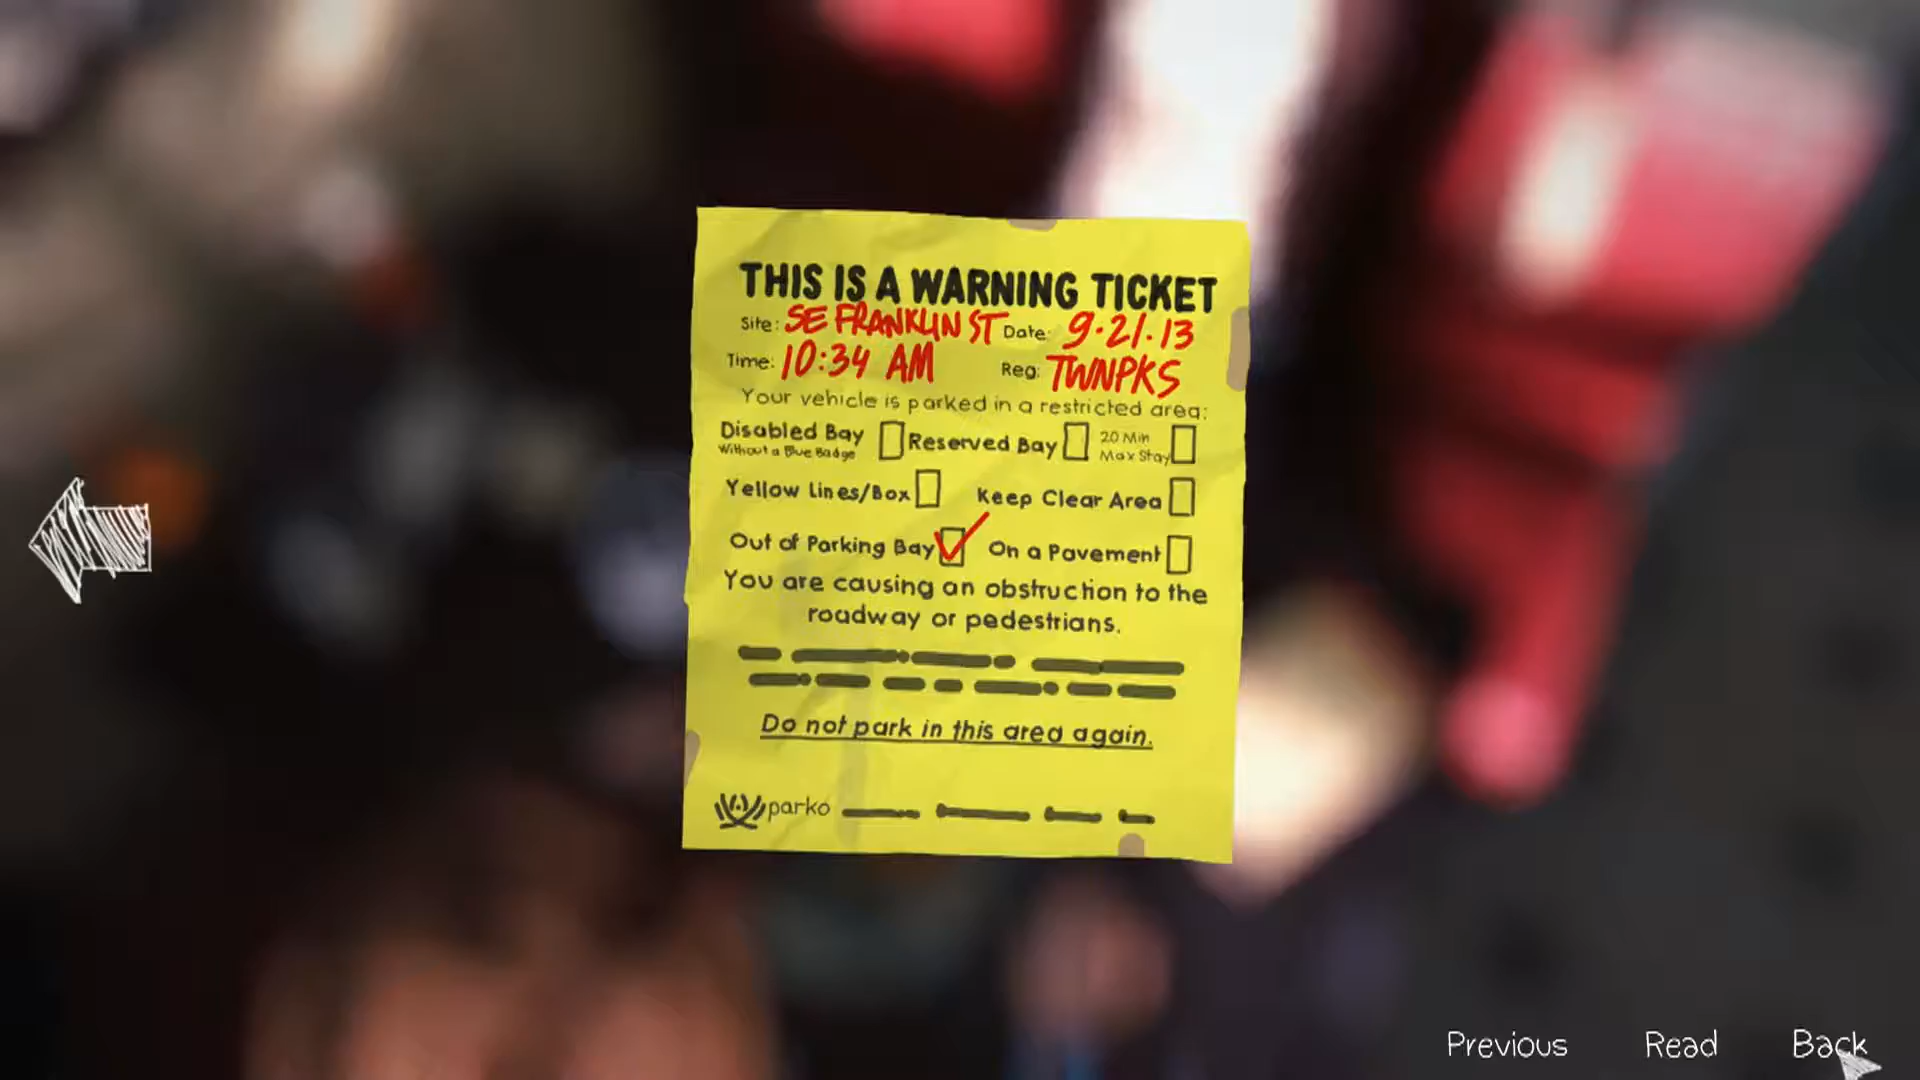 THIS IS A WARNING TICKET
Site: SE FRANKLIN ST Date: 9.21.13
Time: 10:34 AM Reg: TWNPKS
Your vehicle is parked in a restricted area:
Disabled Bay Reserved Bay 20 Min
Without a Blue Badge Max Stay
Yellow Lines/Box Keep Clear Area
Out of Parking Bay On a Pavement
You are causing an obstruction to the
roadway or pedestrians.
Do not park in this area again.
parko
Previous Read Back